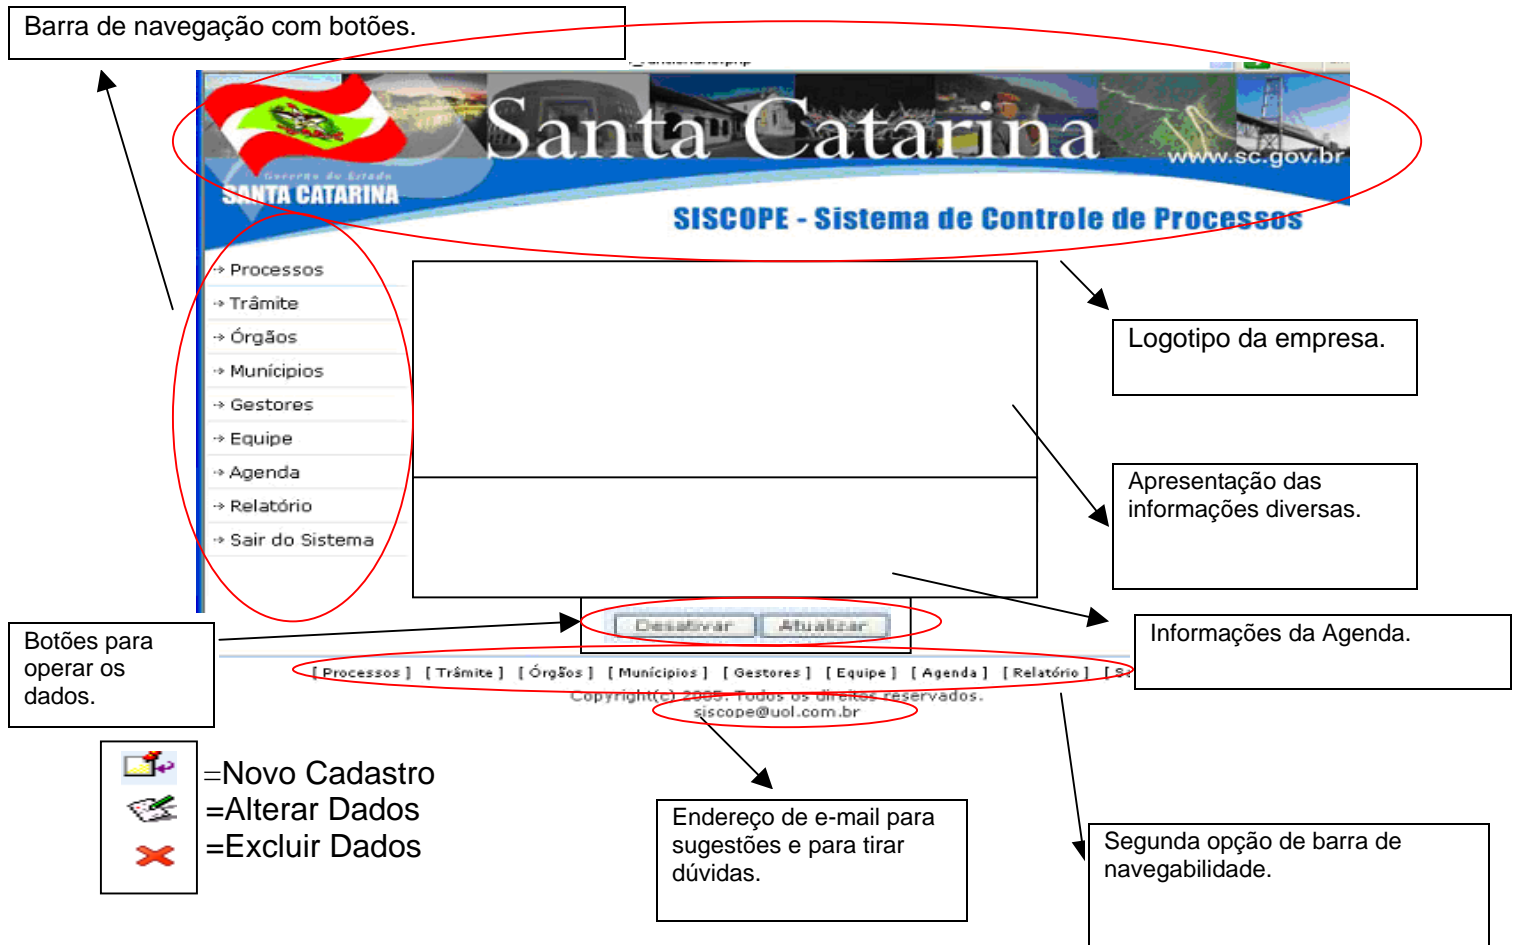 Barra de navegação com botões.
Santa Catarina
www.sc.gov.br
Governo do Estado
SANTA CATARINA
SISCOPE - Sistema de Controle de Processos
Processos
Trâmite
Órgãos
Munícipios
Gestores
Equipe
Agenda
Relatório
Sair do Sistema
Logotipo da empresa.
Apresentação das
informações diversas.
Informações da Agenda.
Botões para
operar os
dados.
Desativar Atualizar
[ Processos ] [ Trâmite ] [ Órgãos ] [ Munícipios ] [ Gestores ] [ Equipe ] [ Agenda ] [ Relatório ] [ S
Copyright(c) 2005. Todos os direitos reservados.
siscope@uol.com.br
=Novo Cadastro
=Alterar Dados
=Excluir Dados
Endereço de e-mail para
sugestões e para tirar
dúvidas.
Segunda opção de barra de
navegabilidade.